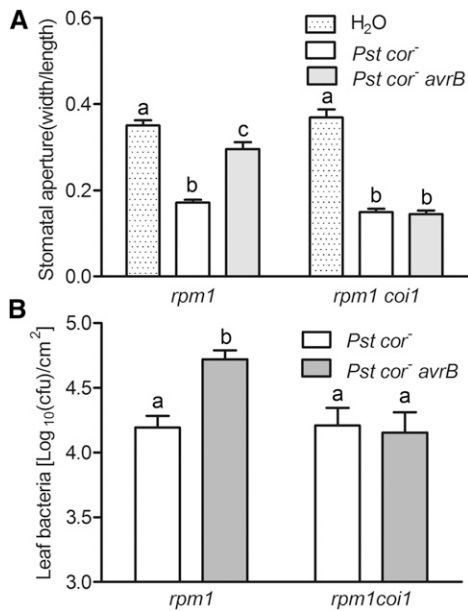 A
H₂O
Pst cor⁻
Pst cor⁻ avrB
Stomatal aperture(width/length)
0.6
0.4
0.2
0.0
a
b
c
a
b
b
rpm1
rpm1 coi1
B
Pst cor⁻
Pst cor⁻ avrB
Leaf bacteria [Log ₁₀(cfu)/cm²]
5.0
4.5
4.0
3.5
3.0
a
b
a
a
rpm1
rpm1coi1